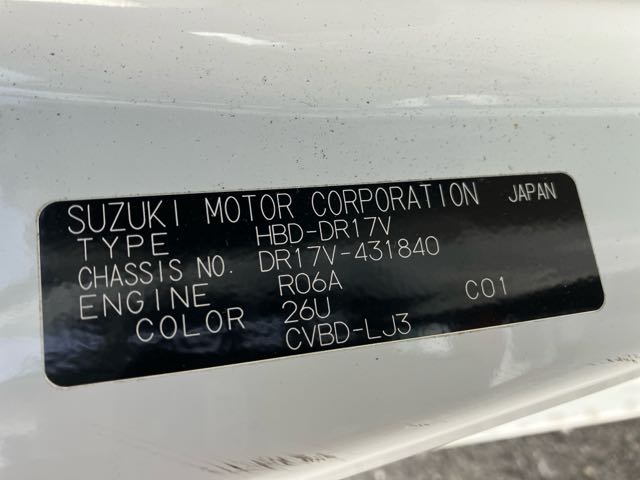 SUZUKI MOTOR CORPORATION JAPAN
TYPE HBD-DR17V
CHASSIS NO. DR17V-431840
ENGINE R06A C01
COLOR 26U
CVBD-LJ3